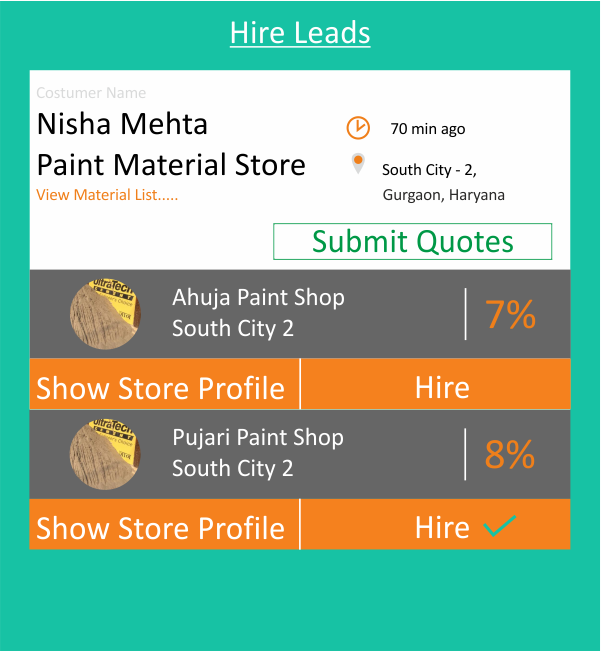 Hire Leads
Costumer Name
Nisha Mehta
70 min ago
Paint Material Store
South City - 2,
View Material List.....
Gurgaon, Haryana
Submit Quotes
Ahuja Paint Shop
South City 2
7%
Show Store Profile
Hire
UltraTech
CEMENT
Pujari Paint Shop
South City 2
8%
Show Store Profile
Hire